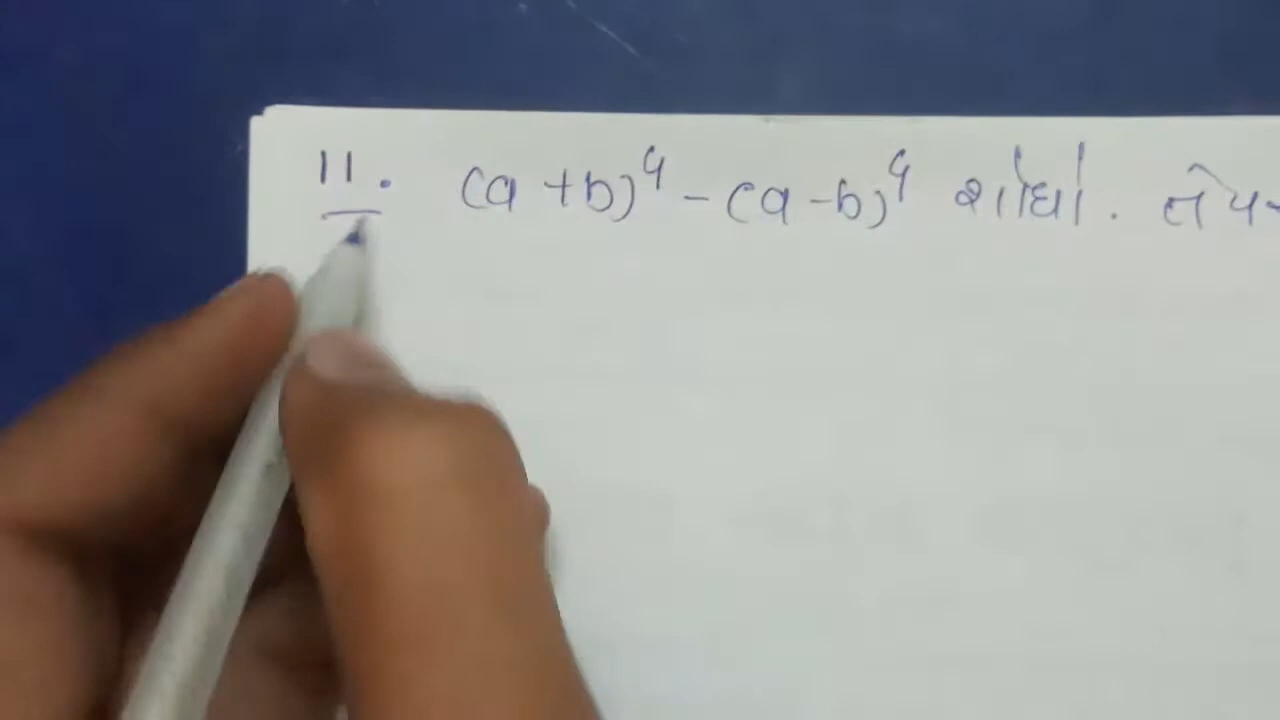 11. (a+b)⁴ - (a-b)⁴ શોધો. તે પ